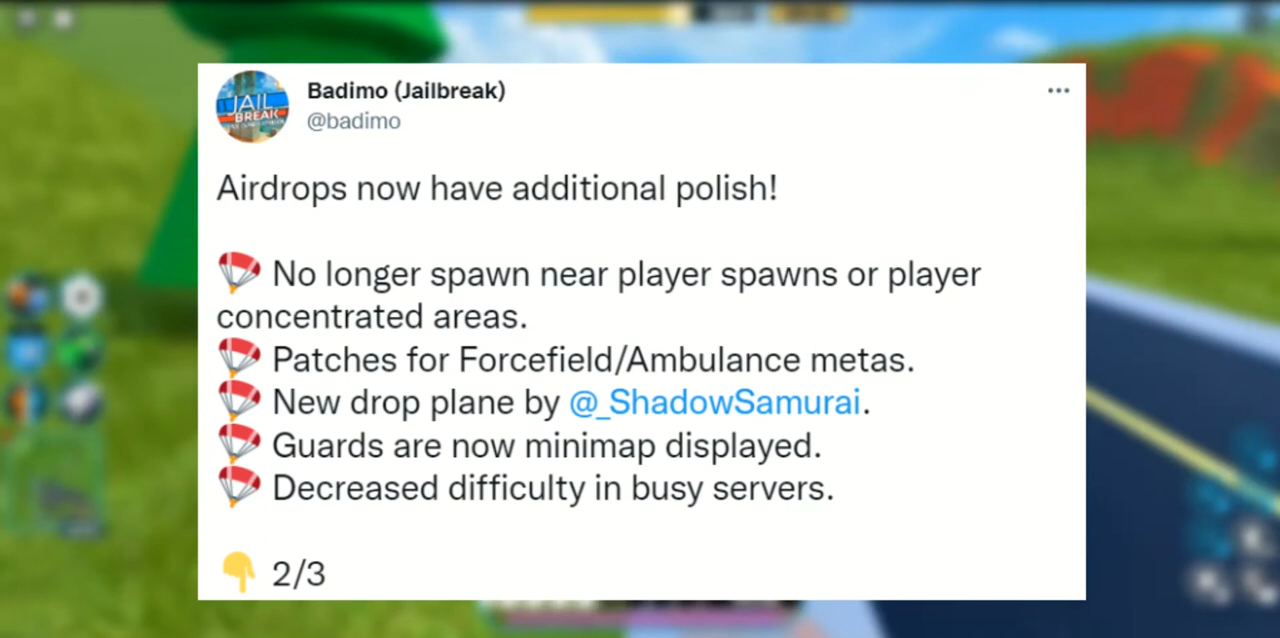 JAIL
BREAK
Badimo (Jailbreak)
@badimo
Airdrops now have additional polish!
🪂 No longer spawn near player spawns or player
concentrated areas.
🪂 Patches for Forcefield/Ambulance metas.
🪂 New drop plane by @_ShadowSamurai.
🪂 Guards are now minimap displayed.
🪂 Decreased difficulty in busy servers.
👇 2/3